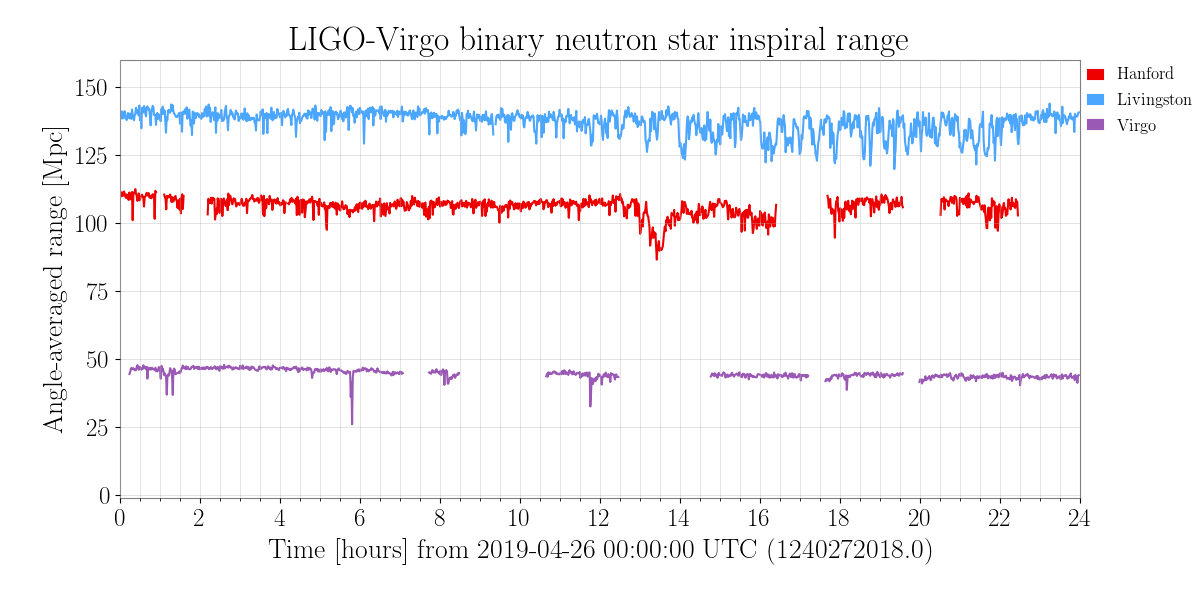 LIGO-Virgo binary neutron star inspiral range
Hanford
Livingston
Virgo
Angle-averaged range [Mpc]
150
125
100
75
50
25
0
0 2 4 6 8 10 12 14 16 18 20 22 24
Time [hours] from 2019-04-26 00:00:00 UTC (1240272018.0)